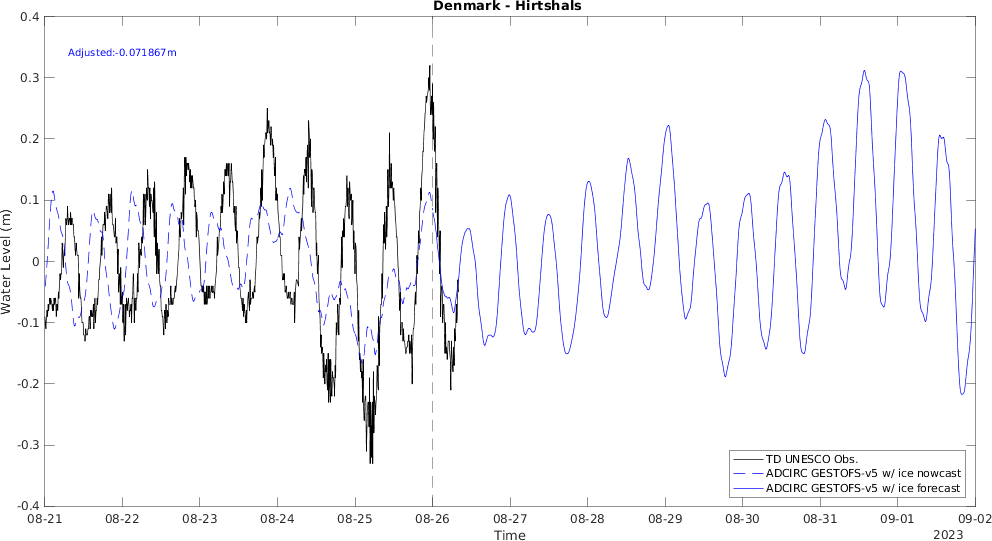 Denmark - Hirtshals
Adjusted:-0.071867m
0.4
0.3
0.2
0.1
0
-0.1
-0.2
-0.3
-0.4
Water Level (m)
TD UNESCO Obs.
ADCIRC GESTOFS-v5 w/ ice nowcast
ADCIRC GESTOFS-v5 w/ ice forecast
08-21 08-22 08-23 08-24 08-25 08-26 08-27 08-28 08-29 08-30 08-31 09-01 09-02
Time
2023